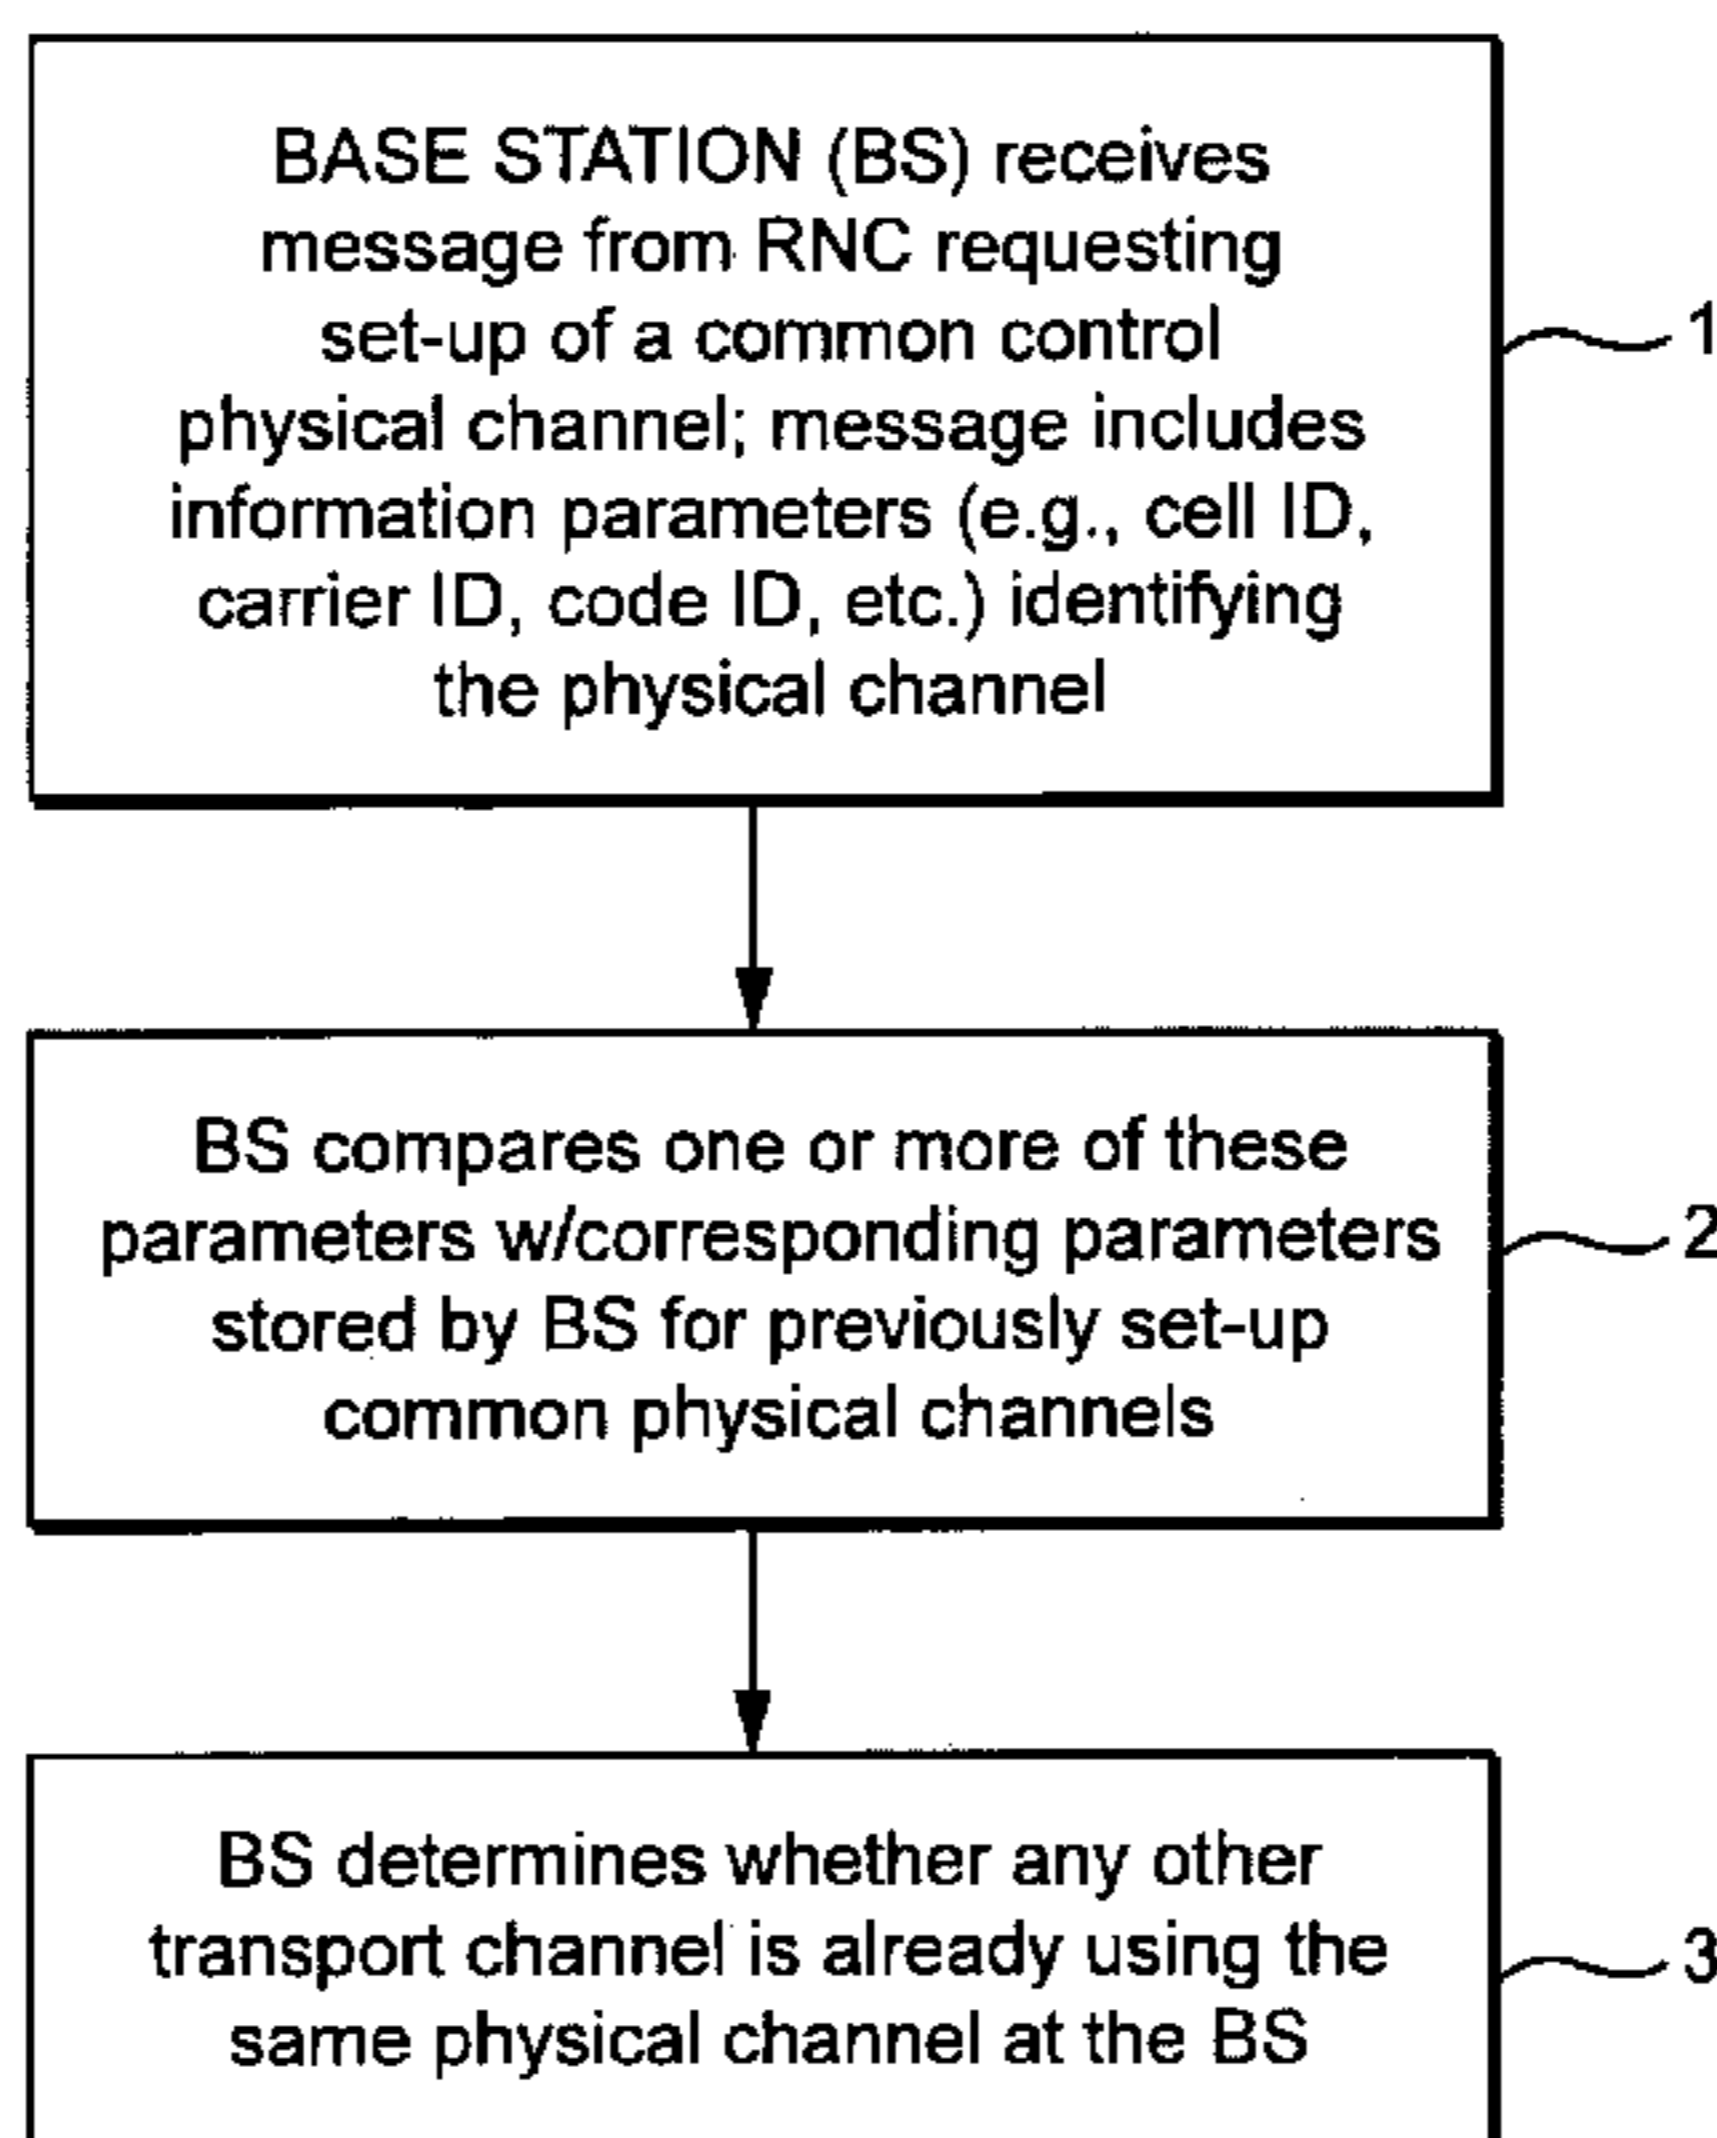 BASE STATION (BS) receives
message from RNC requesting
set-up of a common control
physical channel; message includes
information parameters (e.g., cell ID,
carrier ID, code ID, etc.) identifying
the physical channel
1
BS compares one or more of these
parameters w/corresponding parameters
stored by BS for previously set-up
common physical channels
2
BS determines whether any other
transport channel is already using the
same physical channel at the BS
3